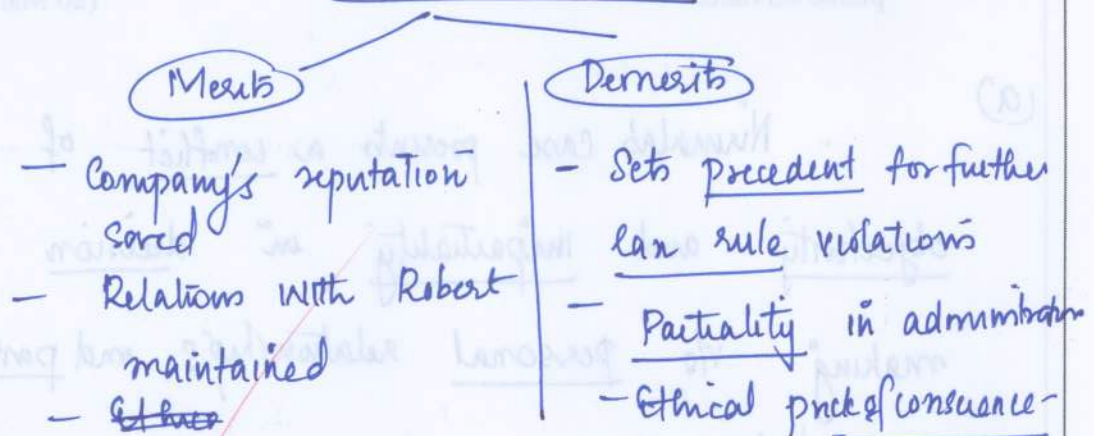 Merits
- Company's reputation
saved
- Relations with Robert
maintained
Demerits
- Sets precedent for further
lax rule violations
- Partiality in administration
- Ethical prick of conscience-
(a)